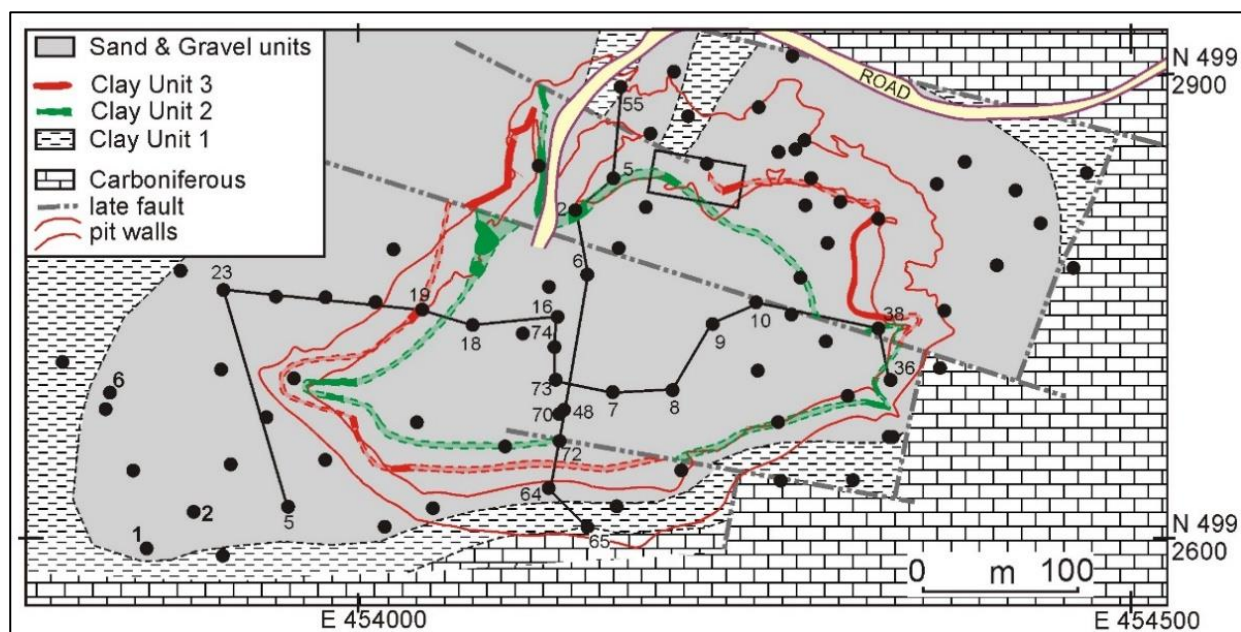 Sand & Gravel units
Clay Unit 3
Clay Unit 2
Clay Unit 1
Carboniferous
late fault
pit walls
ROAD
N 499
2900
55
5
2
6
23
19
18
16
74
10
38
9
73
7
8
36
6
70
48
72
64
5
2
1
65
N 499
2600
0 m 100
E 454000
E 454500